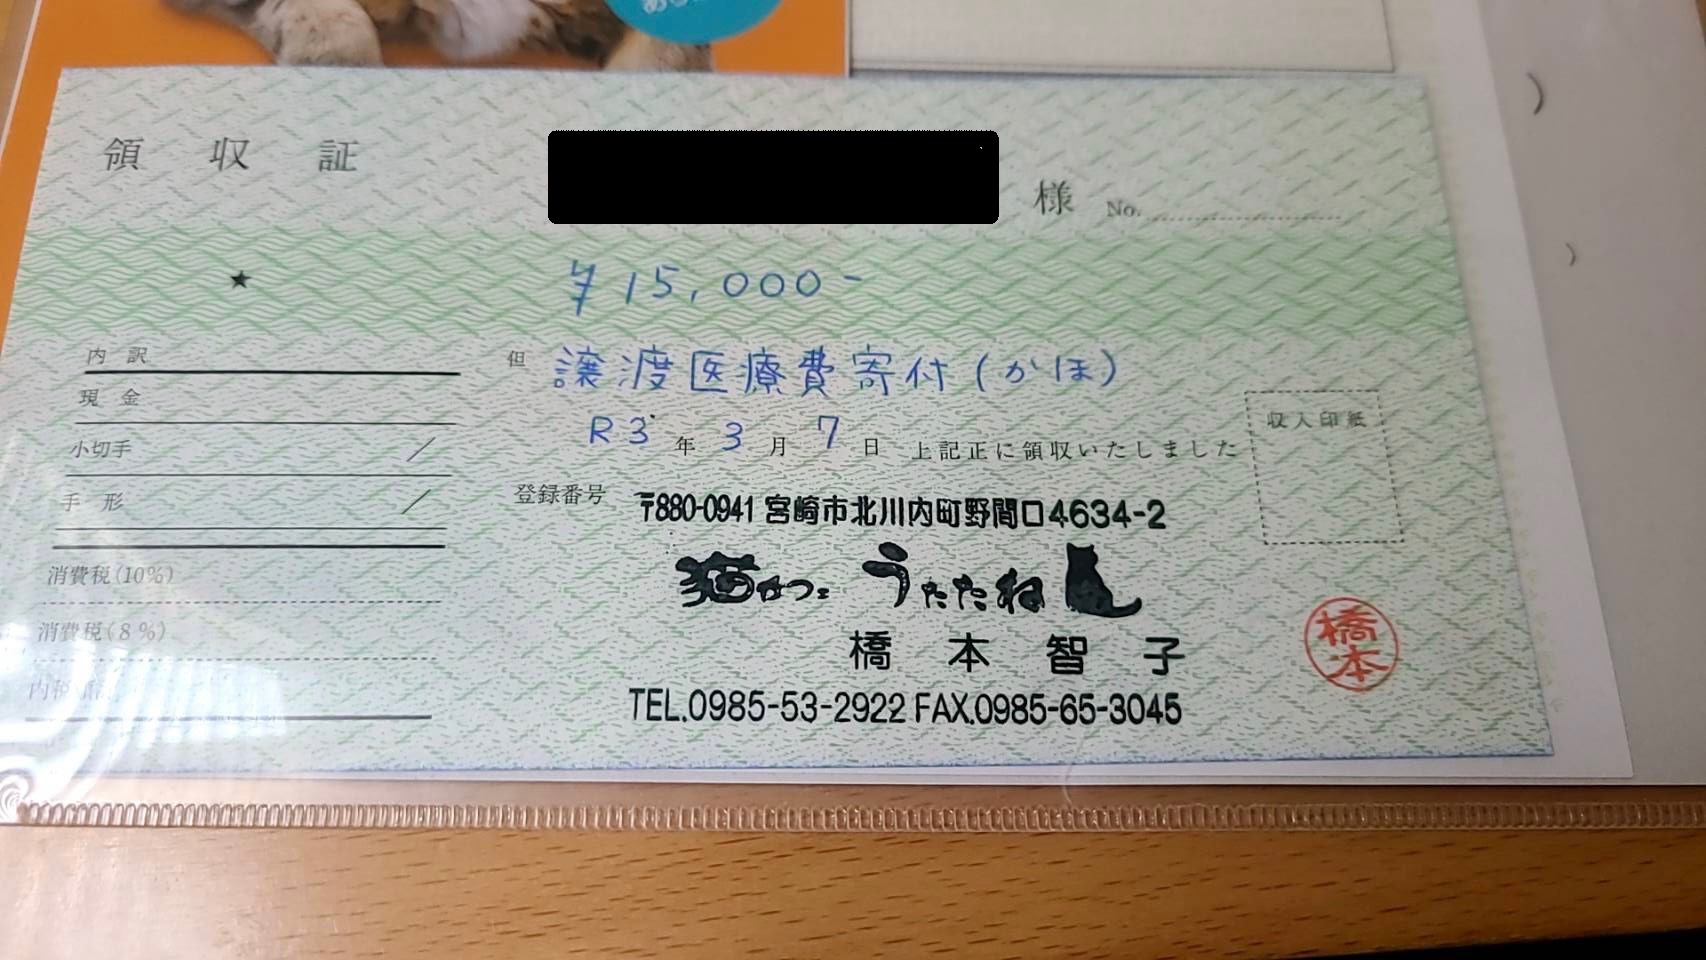 領収証
様 No.
★ ¥15,000-
内訳
現金
小切手 /
手形 /
消費税(10%)
消費税(8%)
但 譲渡医療費寄付(かほ)
R3年3月7日 上記正に領収いたしました
収入印紙
登録番号
〒880-0941 宮崎市北川内町野間口4634-2
猫かつ うたたね
橋本智子
橋本
TEL.0985-53-2922 FAX.0985-65-3045